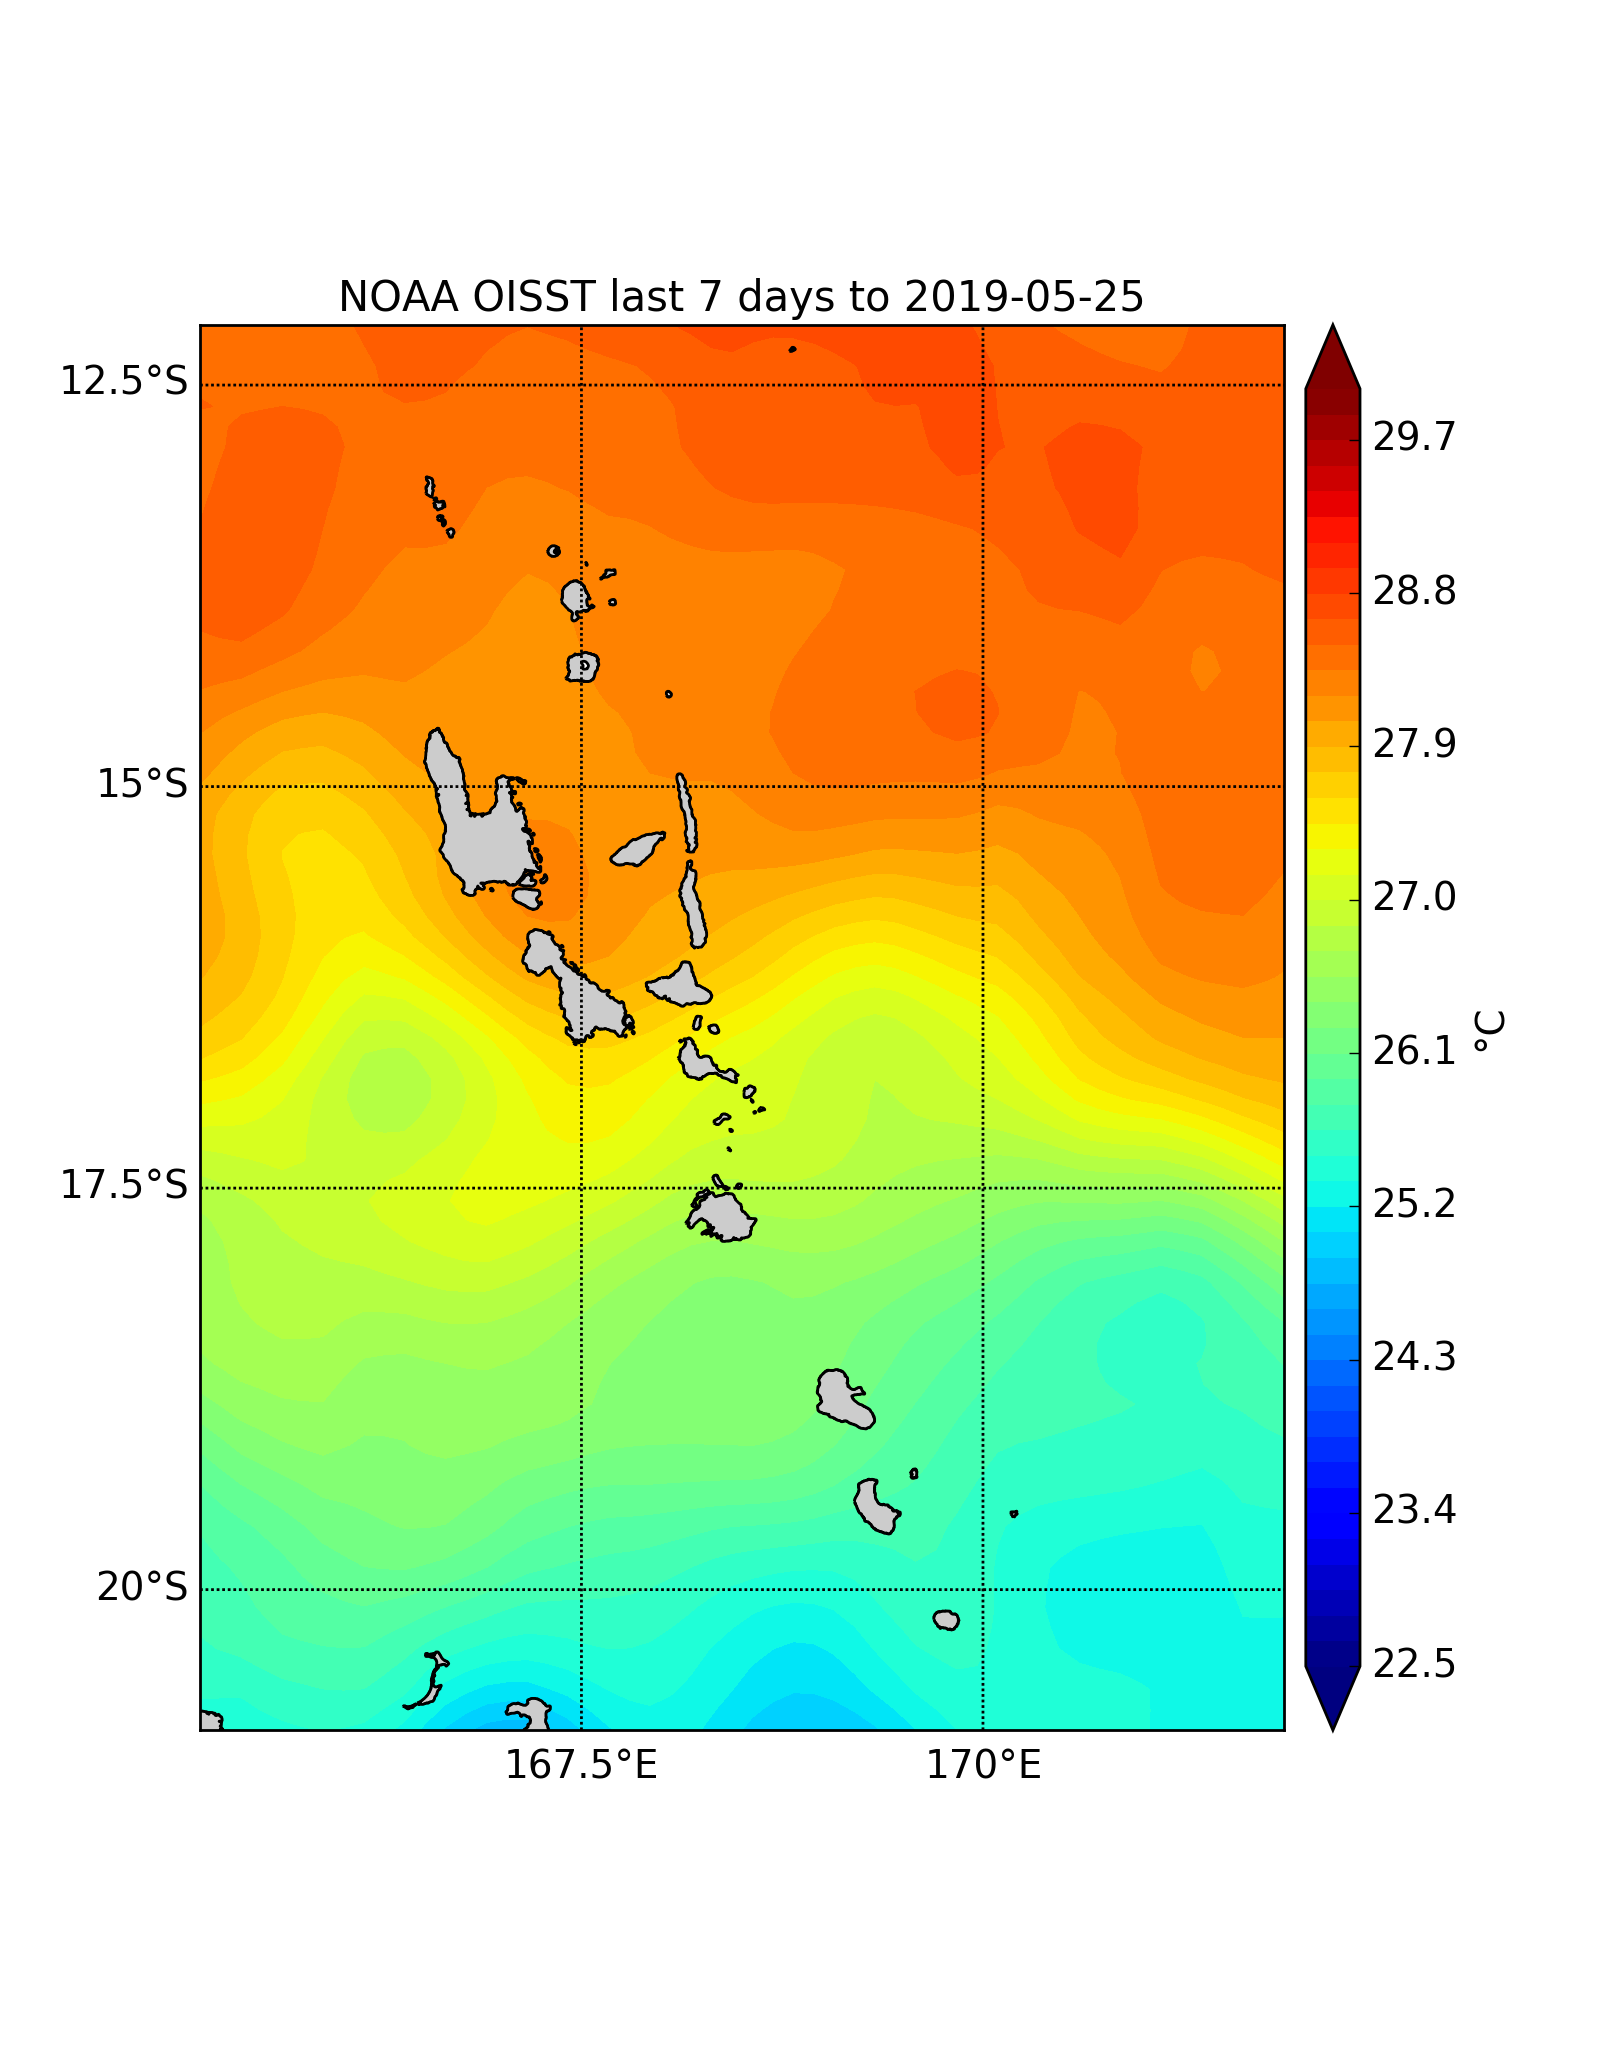 NOAA OISST last 7 days to 2019-05-25
12.5°S
15°S
17.5°S
20°S
167.5°E
170°E
29.7
28.8
27.9
27.0
26.1
25.2
24.3
23.4
22.5
°C